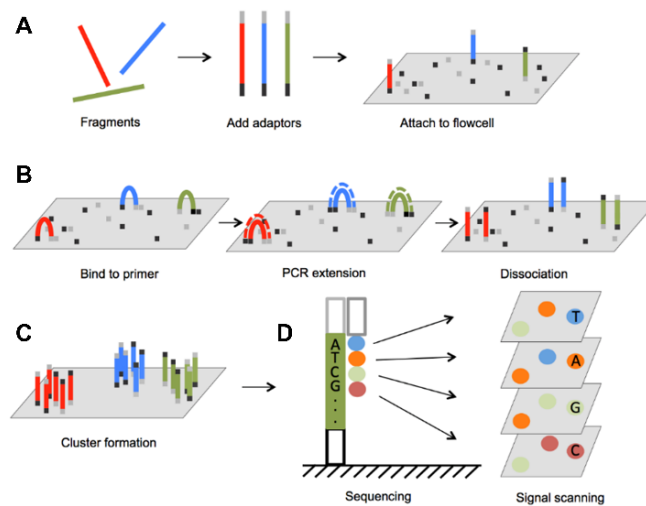 A
Fragments
Add adaptors
Attach to flowcell
B
Bind to primer
PCR extension
Dissociation
C
Cluster formation
D
A
T
C
G
.
.
.
Sequencing
T
A
G
C
Signal scanning